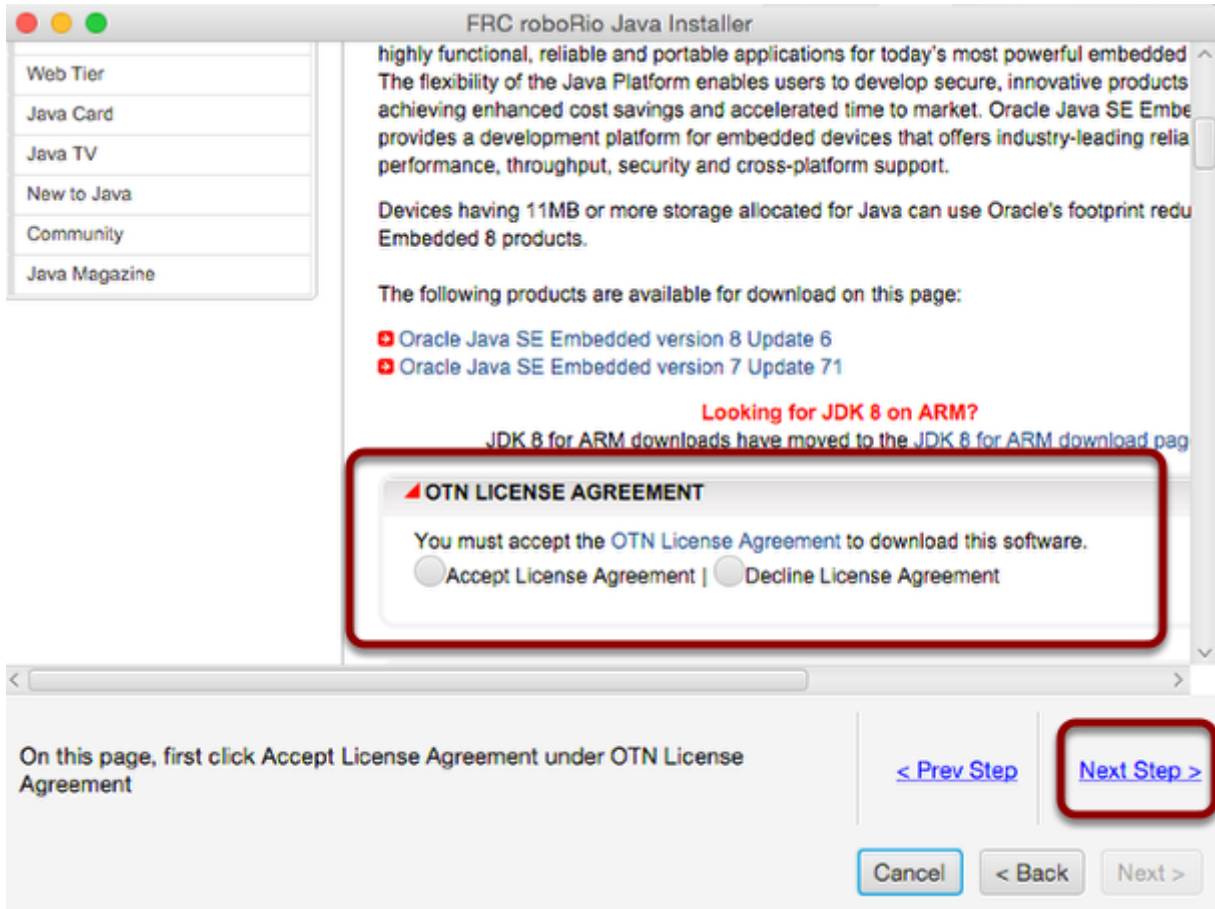 FRC roboRio Java Installer
Web Tier
Java Card
Java TV
New to Java
Community
Java Magazine
highly functional, reliable and portable applications for today's most powerful embedded
The flexibility of the Java Platform enables users to develop secure, innovative products
achieving enhanced cost savings and accelerated time to market. Oracle Java SE Embe
provides a development platform for embedded devices that offers industry-leading relia
performance, throughput, security and cross-platform support.
Devices having 11MB or more storage allocated for Java can use Oracle's footprint redu
Embedded 8 products.
The following products are available for download on this page:
Oracle Java SE Embedded version 8 Update 6
Oracle Java SE Embedded version 7 Update 71
Looking for JDK 8 on ARM?
JDK 8 for ARM downloads have moved to the JDK 8 for ARM download pag
OTN LICENSE AGREEMENT
You must accept the OTN License Agreement to download this software.
Accept License Agreement | Decline License Agreement
On this page, first click Accept License Agreement under OTN License
Agreement
< Prev Step
Next Step >
Cancel
< Back
Next >